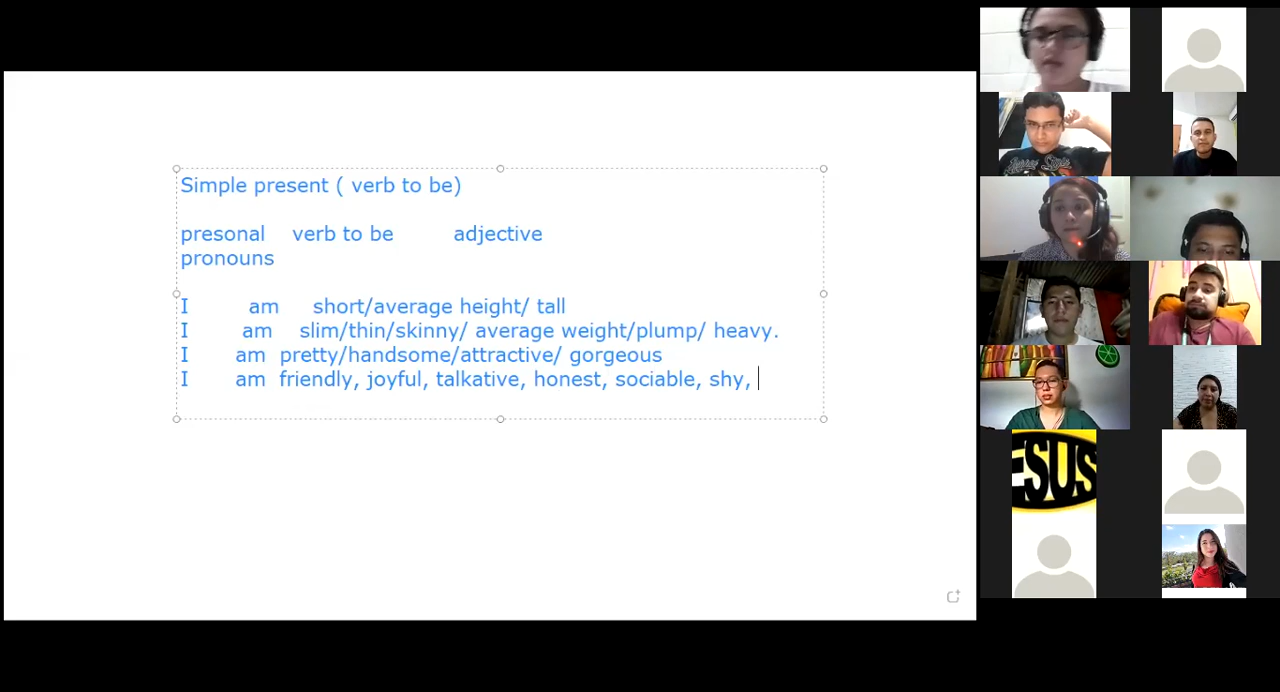 Simple present ( verb to be)
presonal verb to be adjective
pronouns
I am short/average height/ tall
I am slim/thin/skinny/ average weight/plump/ heavy.
I am pretty/handsome/attractive/ gorgeous
I am friendly, joyful, talkative, honest, sociable, shy,
ESUS